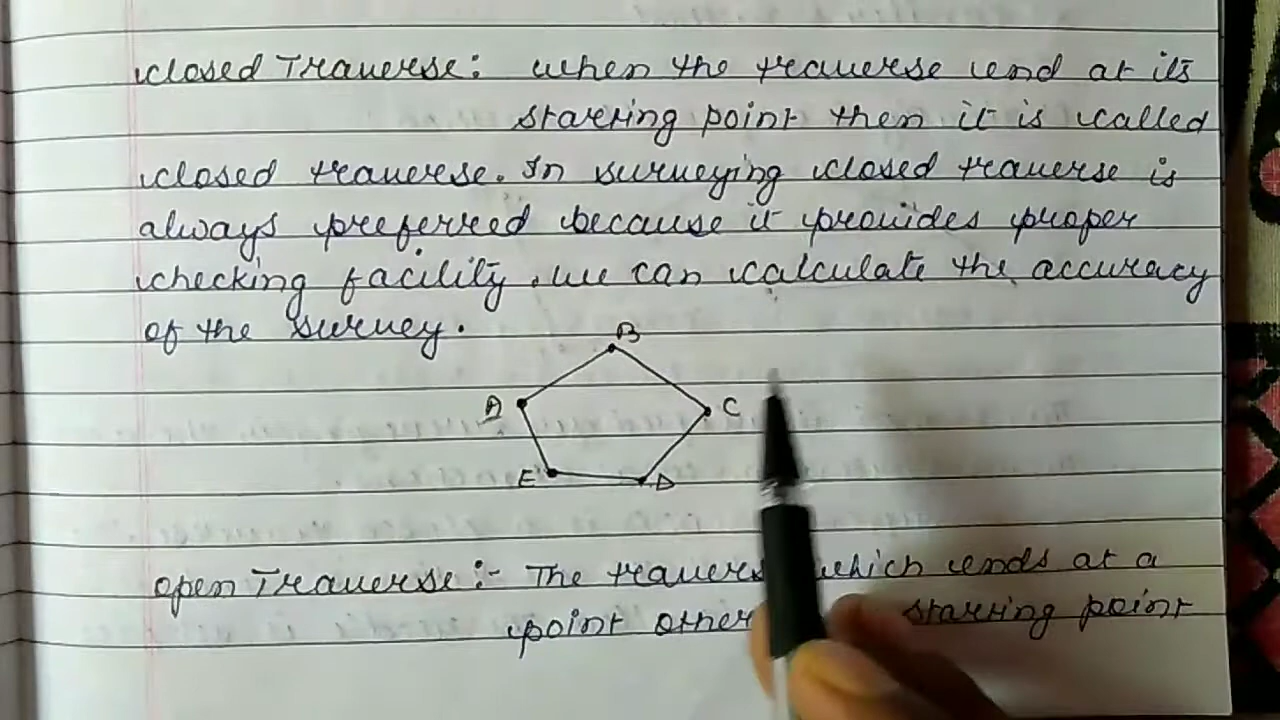 closed Traverse: when the traverse end at its
starting point then it is called
closed traverse. In surveying closed traverse is
always preferred because it provides proper
checking facility. we can calculate the accuracy
of the survey.
B
A
C
E
D
open Traverse:- The travers which ends at a
point other starting point